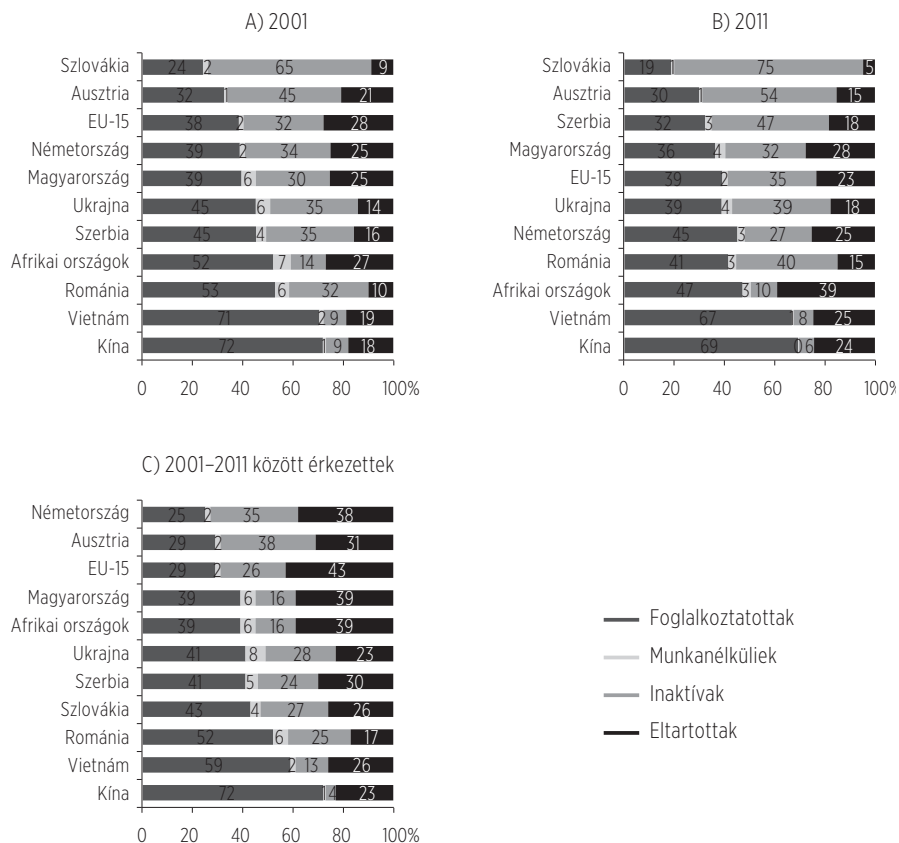 A) 2001
Szlovákia 24 2 65 9
Ausztria 32 1 45 21
EU-15 38 2 32 28
Németország 39 2 34 25
Magyarország 39 6 30 25
Ukrajna 45 6 35 14
Szerbia 45 4 35 16
Afrikai országok 52 7 14 27
Románia 53 6 32 10
Vietnám 71 2 9 19
Kína 72 1 9 18
0 20 40 60 80 100%
B) 2011
Szlovákia 19 1 75 5
Ausztria 30 1 54 15
Szerbia 32 3 47 18
Magyarország 36 4 32 28
EU-15 39 2 35 23
Ukrajna 39 4 39 18
Németország 45 3 27 25
Románia 41 3 40 15
Afrikai országok 47 3 10 39
Vietnám 67 1 8 25
Kína 69 0 6 24
0 20 40 60 80 100%
C) 2001–2011 között érkezettek
Németország 25 2 35 38
Ausztria 29 2 38 31
EU-15 29 2 26 43
Magyarország 39 6 16 39
Afrikai országok 39 6 16 39
Ukrajna 41 8 28 23
Szerbia 41 5 24 30
Szlovákia 43 4 27 26
Románia 52 6 25 17
Vietnám 59 2 13 26
Kína 72 1 4 23
0 20 40 60 80 100%
Foglalkoztatottak
Munkanélküliek
Inaktívak
Eltartottak